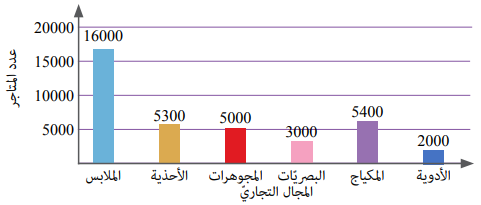 عدد المتاجر
20000
15000
10000
5000
16000
5300
5000
3000
5400
2000
الملابس
الأحذية
المجوهرات
البصريّات
المكياج
الأدوية
المجال التجاريّ